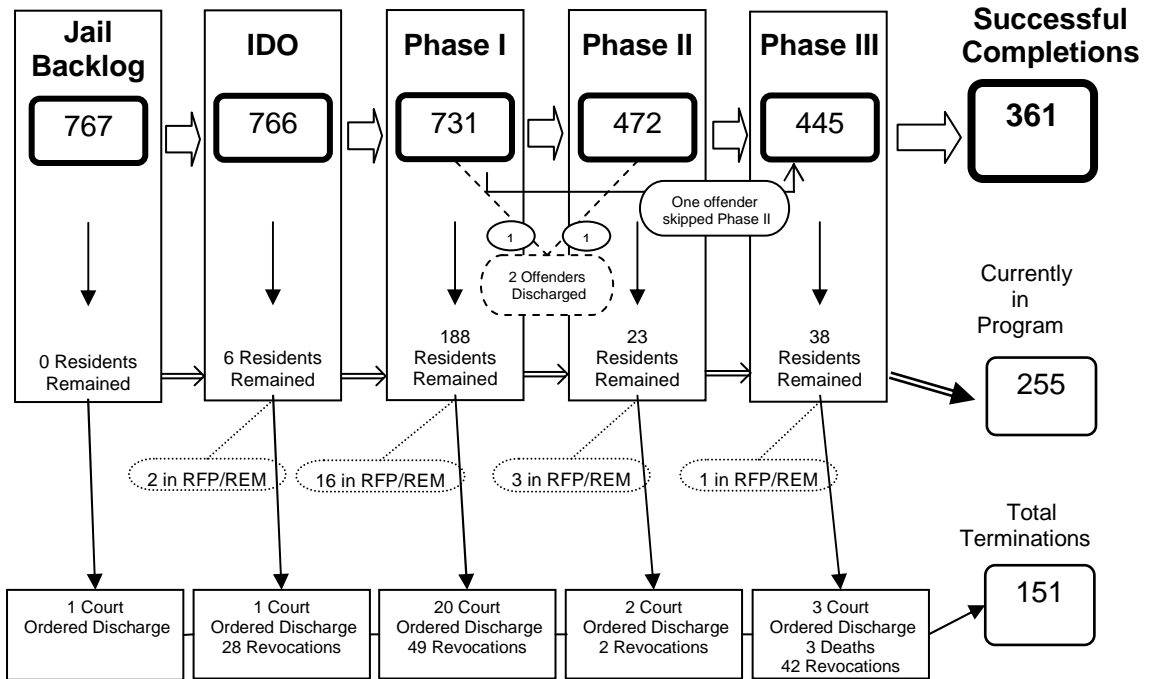 Jail
Backlog
IDO
Phase I
Phase II
Phase III
Successful
Completions
767
766
731
472
445
361
One offender
skipped Phase II
1
1
2 Offenders
Discharged
Currently
in
Program
255
0 Residents
Remained
6 Residents
Remained
188
Residents
Remained
23
Residents
Remained
38
Residents
Remained
2 in RFP/REM
16 in RFP/REM
3 in RFP/REM
1 in RFP/REM
Total
Terminations
151
1 Court
Ordered Discharge
1 Court
Ordered Discharge
28 Revocations
20 Court
Ordered Discharge
49 Revocations
2 Court
Ordered Discharge
2 Revocations
3 Court
Ordered Discharge
3 Deaths
42 Revocations